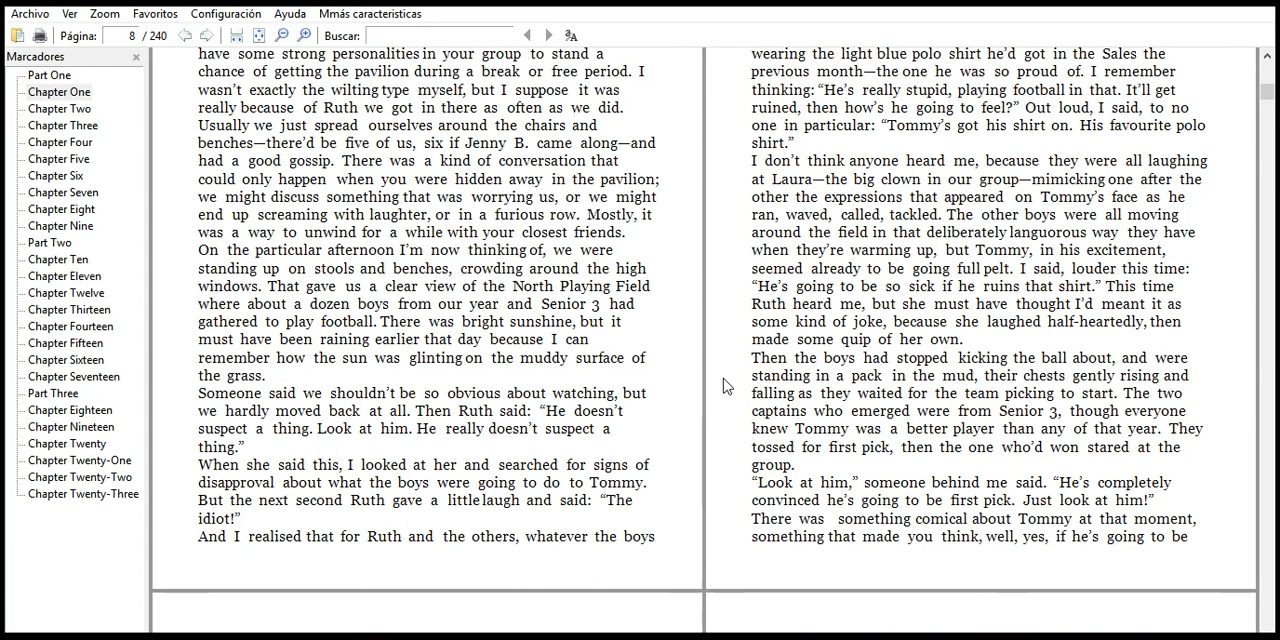 Archivo Ver Zoom Favoritos Configuración Ayuda Mmás caracteristicas
Página: 8 / 240 Buscar:
Marcadores
Part One
Chapter One
Chapter Two
Chapter Three
Chapter Four
Chapter Five
Chapter Six
Chapter Seven
Chapter Eight
Chapter Nine
Part Two
Chapter Ten
Chapter Eleven
Chapter Twelve
Chapter Thirteen
Chapter Fourteen
Chapter Fifteen
Chapter Sixteen
Chapter Seventeen
Part Three
Chapter Eighteen
Chapter Nineteen
Chapter Twenty
Chapter Twenty-One
Chapter Twenty-Two
Chapter Twenty-Three
have some strong personalities in your group to stand a
chance of getting the pavilion during a break or free period. I
wasn’t exactly the wilting type myself, but I suppose it was
really because of Ruth we got in there as often as we did.
Usually we just spread ourselves around the chairs and
benches—there’d be five of us, six if Jenny B. came along—and
had a good gossip. There was a kind of conversation that
could only happen when you were hidden away in the pavilion;
we might discuss something that was worrying us, or we might
end up screaming with laughter, or in a furious row. Mostly, it
was a way to unwind for a while with your closest friends.
On the particular afternoon I’m now thinking of, we were
standing up on stools and benches, crowding around the high
windows. That gave us a clear view of the North Playing Field
where about a dozen boys from our year and Senior 3 had
gathered to play football. There was bright sunshine, but it
must have been raining earlier that day because I can
remember how the sun was glinting on the muddy surface of
the grass.
Someone said we shouldn’t be so obvious about watching, but
we hardly moved back at all. Then Ruth said: “He doesn’t
suspect a thing. Look at him. He really doesn’t suspect a
thing.”
When she said this, I looked at her and searched for signs of
disapproval about what the boys were going to do to Tommy.
But the next second Ruth gave a little laugh and said: “The
idiot!”
And I realised that for Ruth and the others, whatever the boys
wearing the light blue polo shirt he’d got in the Sales the
previous month—the one he was so proud of. I remember
thinking: “He’s really stupid, playing football in that. It’ll get
ruined, then how’s he going to feel?” Out loud, I said, to no
one in particular: “Tommy’s got his shirt on. His favourite polo
shirt.”
I don’t think anyone heard me, because they were all laughing
at Laura—the big clown in our group—mimicking one after the
other the expressions that appeared on Tommy’s face as he
ran, waved, called, tackled. The other boys were all moving
around the field in that deliberately languorous way they have
when they’re warming up, but Tommy, in his excitement,
seemed already to be going full pelt. I said, louder this time:
“He’s going to be so sick if he ruins that shirt.” This time
Ruth heard me, but she must have thought I’d meant it as
some kind of joke, because she laughed half-heartedly, then
made some quip of her own.
Then the boys had stopped kicking the ball about, and were
standing in a pack in the mud, their chests gently rising and
falling as they waited for the team picking to start. The two
captains who emerged were from Senior 3, though everyone
knew Tommy was a better player than any of that year. They
tossed for first pick, then the one who’d won stared at the
group.
“Look at him,” someone behind me said. “He’s completely
convinced he’s going to be first pick. Just look at him!”
There was something comical about Tommy at that moment,
something that made you think, well, yes, if he’s going to be